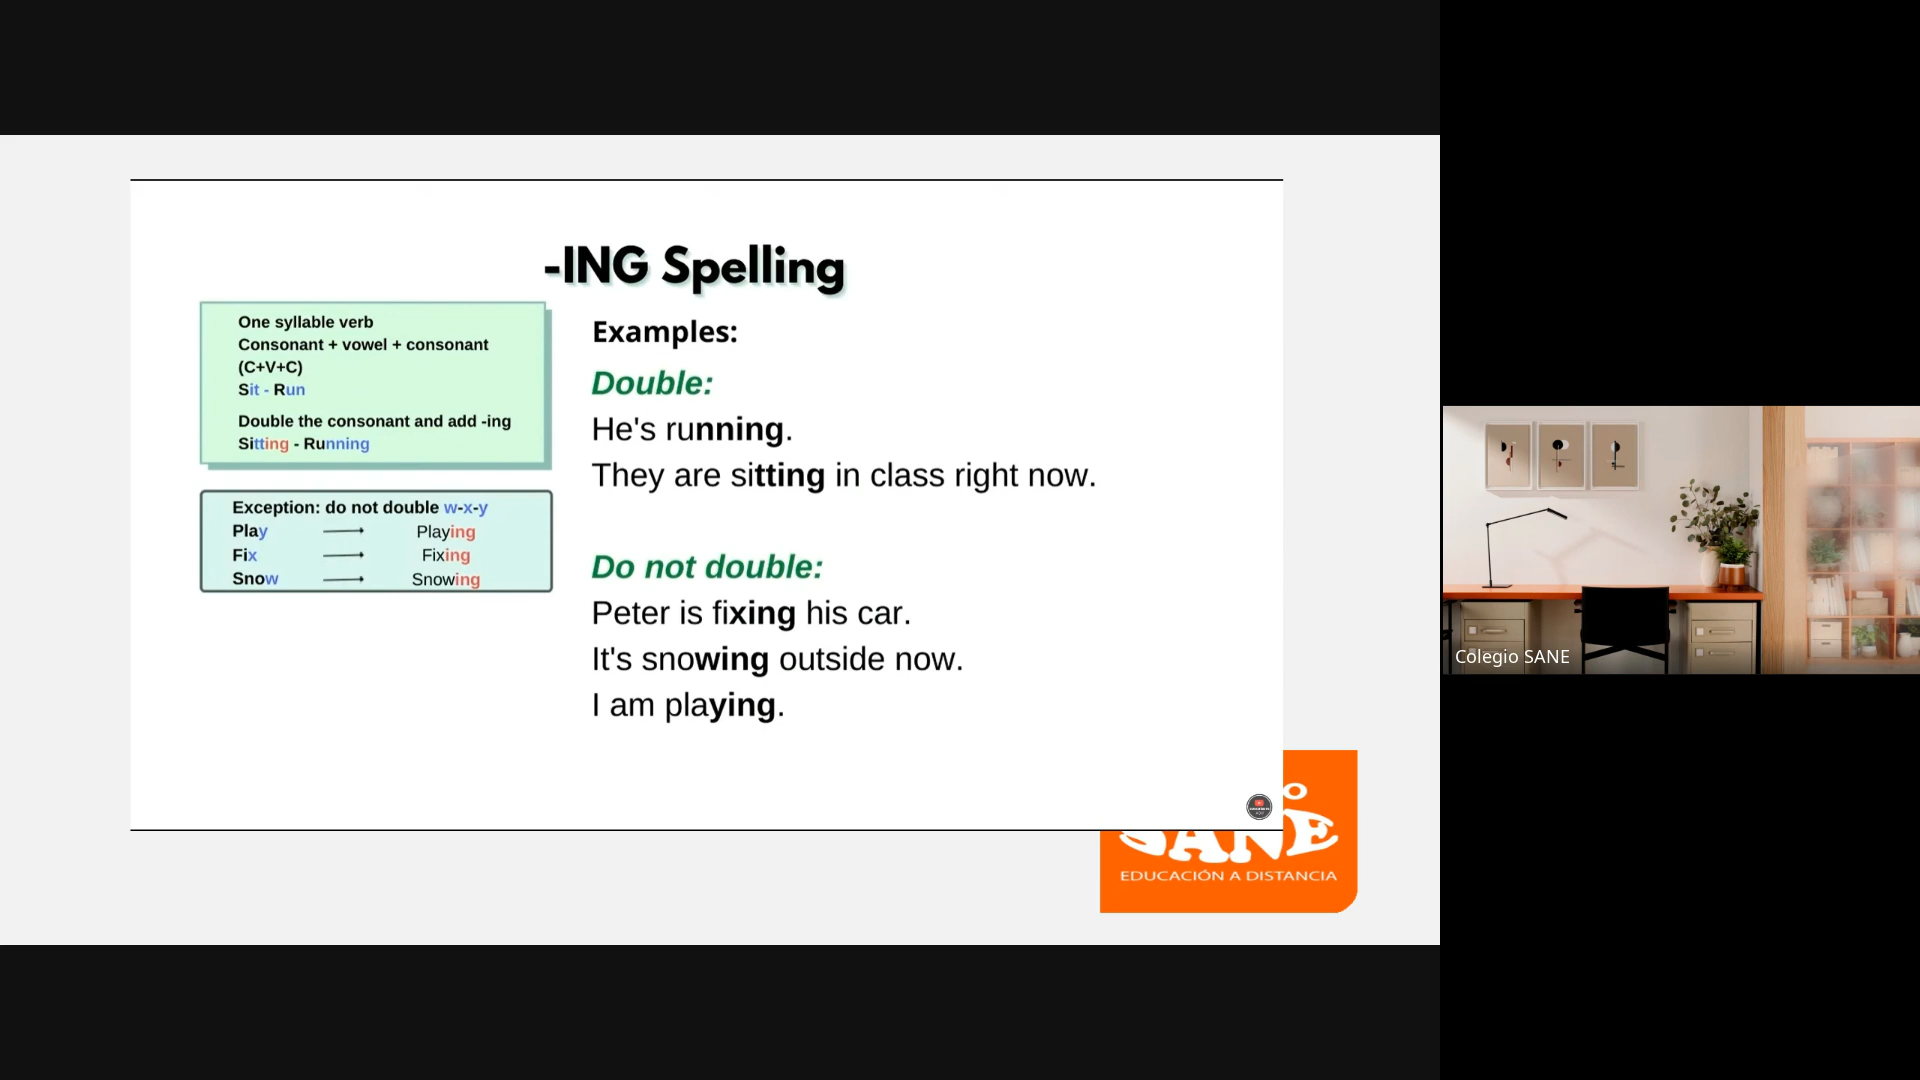 -ING Spelling
One syllable verb
Consonant + vowel + consonant
(C+V+C)
Sit - Run
Double the consonant and add -ing
Sitting - Running
Exception: do not double w-x-y
Play Playing
Fix Fixing
Snow Snowing
Examples:
Double:
He's running.
They are sitting in class right now.
Do not double:
Peter is fixing his car.
It's snowing outside now.
I am playing.
O
SANE
EDUCACIÓN A DISTANCIA
Colegio SANE